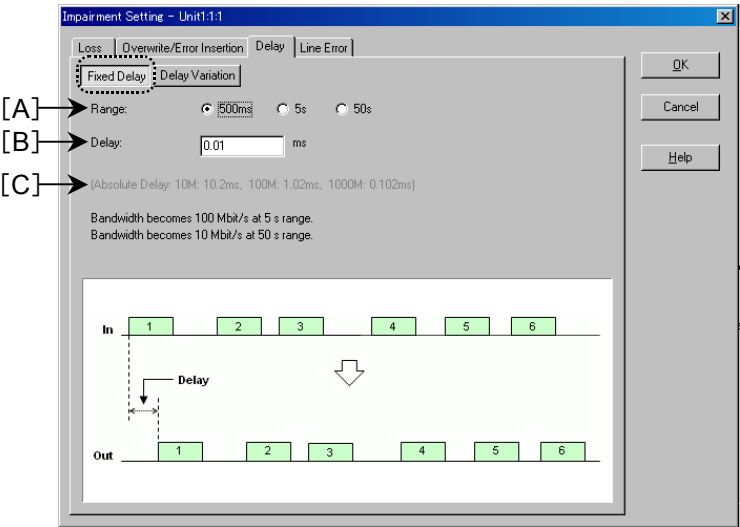 Impairment Setting - Unit1:1:1
Loss Overwrite/Error Insertion Delay Line Error
Fixed Delay Delay Variation
OK
[A] Range: 500ms 5s 50s
Cancel
[B] Delay: 0.01 ms
Help
[C] (Absolute Delay: 10M: 10.2ms, 100M: 1.02ms, 1000M: 0.102ms)
Bandwidth becomes 100 Mbit/s at 5 s range.
Bandwidth becomes 10 Mbit/s at 50 s range.
In 1 2 3 4 5 6
Delay
Out 1 2 3 4 5 6